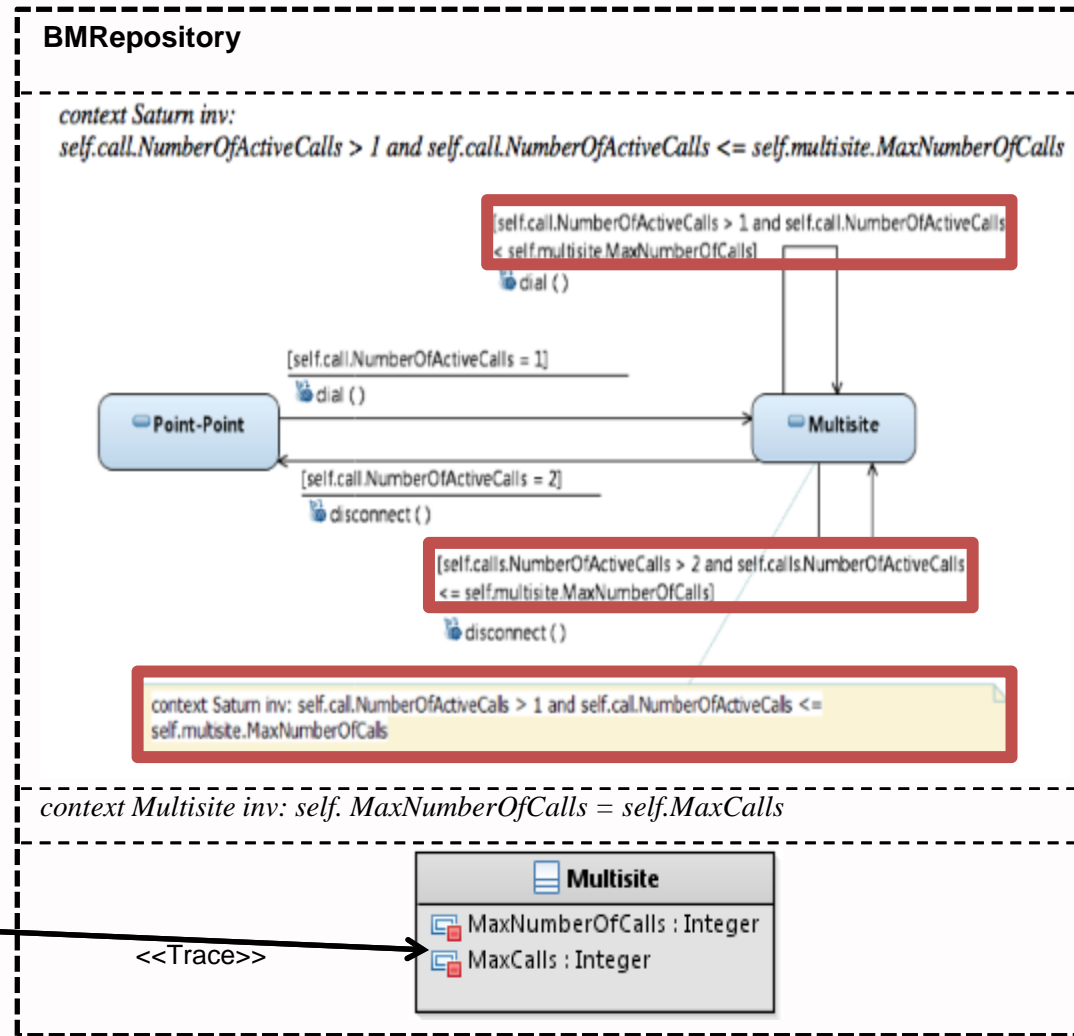 BMRepository
context Saturn inv:
self.call.NumberOfActiveCalls > 1 and self.call.NumberOfActiveCalls <= self.multisite.MaxNumberOfCalls
[self.call.NumberOfActiveCalls > 1 and self.call.NumberOfActiveCalls
< self.multisite.MaxNumberOfCalls]
dial ( )
[self.call.NumberOfActiveCalls = 1]
dial ( )
Point-Point
Multisite
[self.call.NumberOfActiveCalls = 2]
disconnect ( )
[self.calls.NumberOfActiveCalls > 2 and self.calls.NumberOfActiveCalls
<= self.multisite.MaxNumberOfCalls]
disconnect ( )
context Saturn inv: self.call.NumberOfActiveCalls > 1 and self.call.NumberOfActiveCalls <=
self.multisite.MaxNumberOfCalls
context Multisite inv: self. MaxNumberOfCalls = self.MaxCalls
Multisite
MaxNumberOfCalls : Integer
MaxCalls : Integer
<<Trace>>